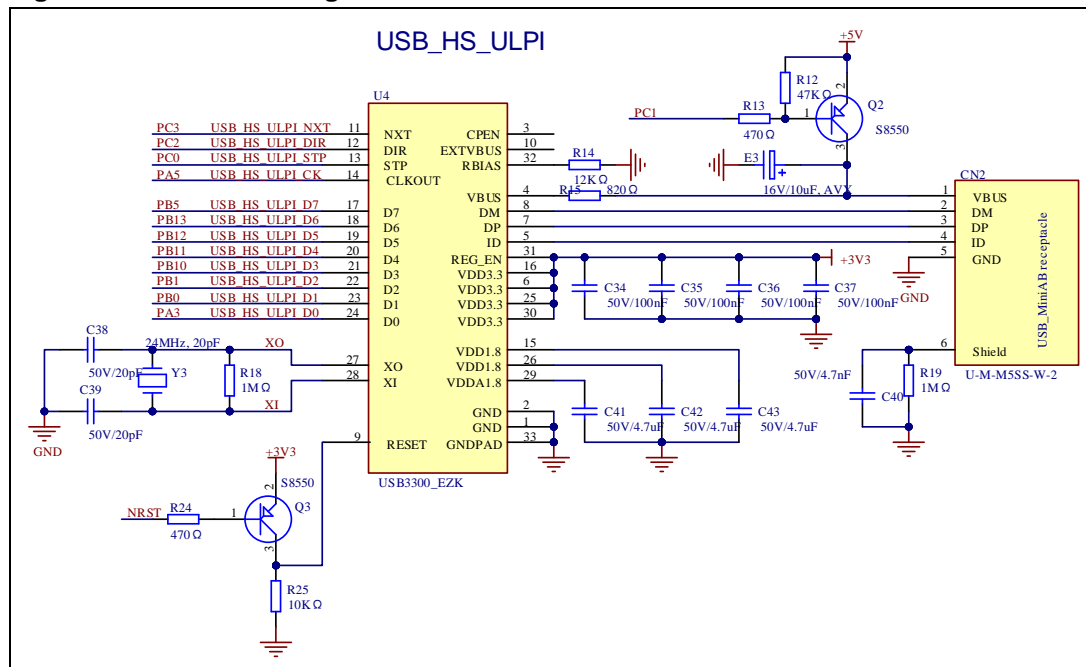 USB_HS_ULPI
+5V
R12
47KΩ
2
Q2
S8550
1
3
PC1
R13
470Ω
E3
+
16V/10uF, AVX
U4
PC3 USB_HS_ULPI_NXT 11 NXT
PC2 USB_HS_ULPI_DIR 12 DIR
PC0 USB_HS_ULPI_STP 13 STP
PA5 USB_HS_ULPI_CK 14 CLKOUT
PB5 USB_HS_ULPI_D7 17 D7
PB13 USB_HS_ULPI_D6 18 D6
PB12 USB_HS_ULPI_D5 19 D5
PB11 USB_HS_ULPI_D4 20 D4
PB10 USB_HS_ULPI_D3 21 D3
PB1 USB_HS_ULPI_D2 22 D2
PB0 USB_HS_ULPI_D1 23 D1
PA3 USB_HS_ULPI_D0 24 D0
27 XO
28 XI
9 RESET
CPEN 3
EXTVBUS 10
RBIAS 32
VBUS 4
DM 8
DP 7
ID 5
REG_EN 31
VDD3.3 16
VDD3.3 6
VDD3.3 25
VDD3.3 30
VDD1.8 15
VDD1.8 26
VDDA1.8 29
GND 2
GND 1
GNDPAD 33
USB3300_EZK
R14
12KΩ
R15 820Ω
CN2
1 VBUS
2 DM
3 DP
4 ID
5 GND
6 Shield
USB_MiniAB receptacle
U-M-M5SS-W-2
GND
+3V3
C34
50V/100nF
C35
50V/100nF
C36
50V/100nF
C37
50V/100nF
C41
50V/4.7uF
C42
50V/4.7uF
C43
50V/4.7uF
50V/4.7nF
C40
R19
1MΩ
C38
50V/20pF
24MHz, 20pF
XO
Y3
R18
1MΩ
C39
50V/20pF
XI
GND
+3V3
S8550
2
Q3
1
3
NRST
R24
470Ω
R25
10KΩ